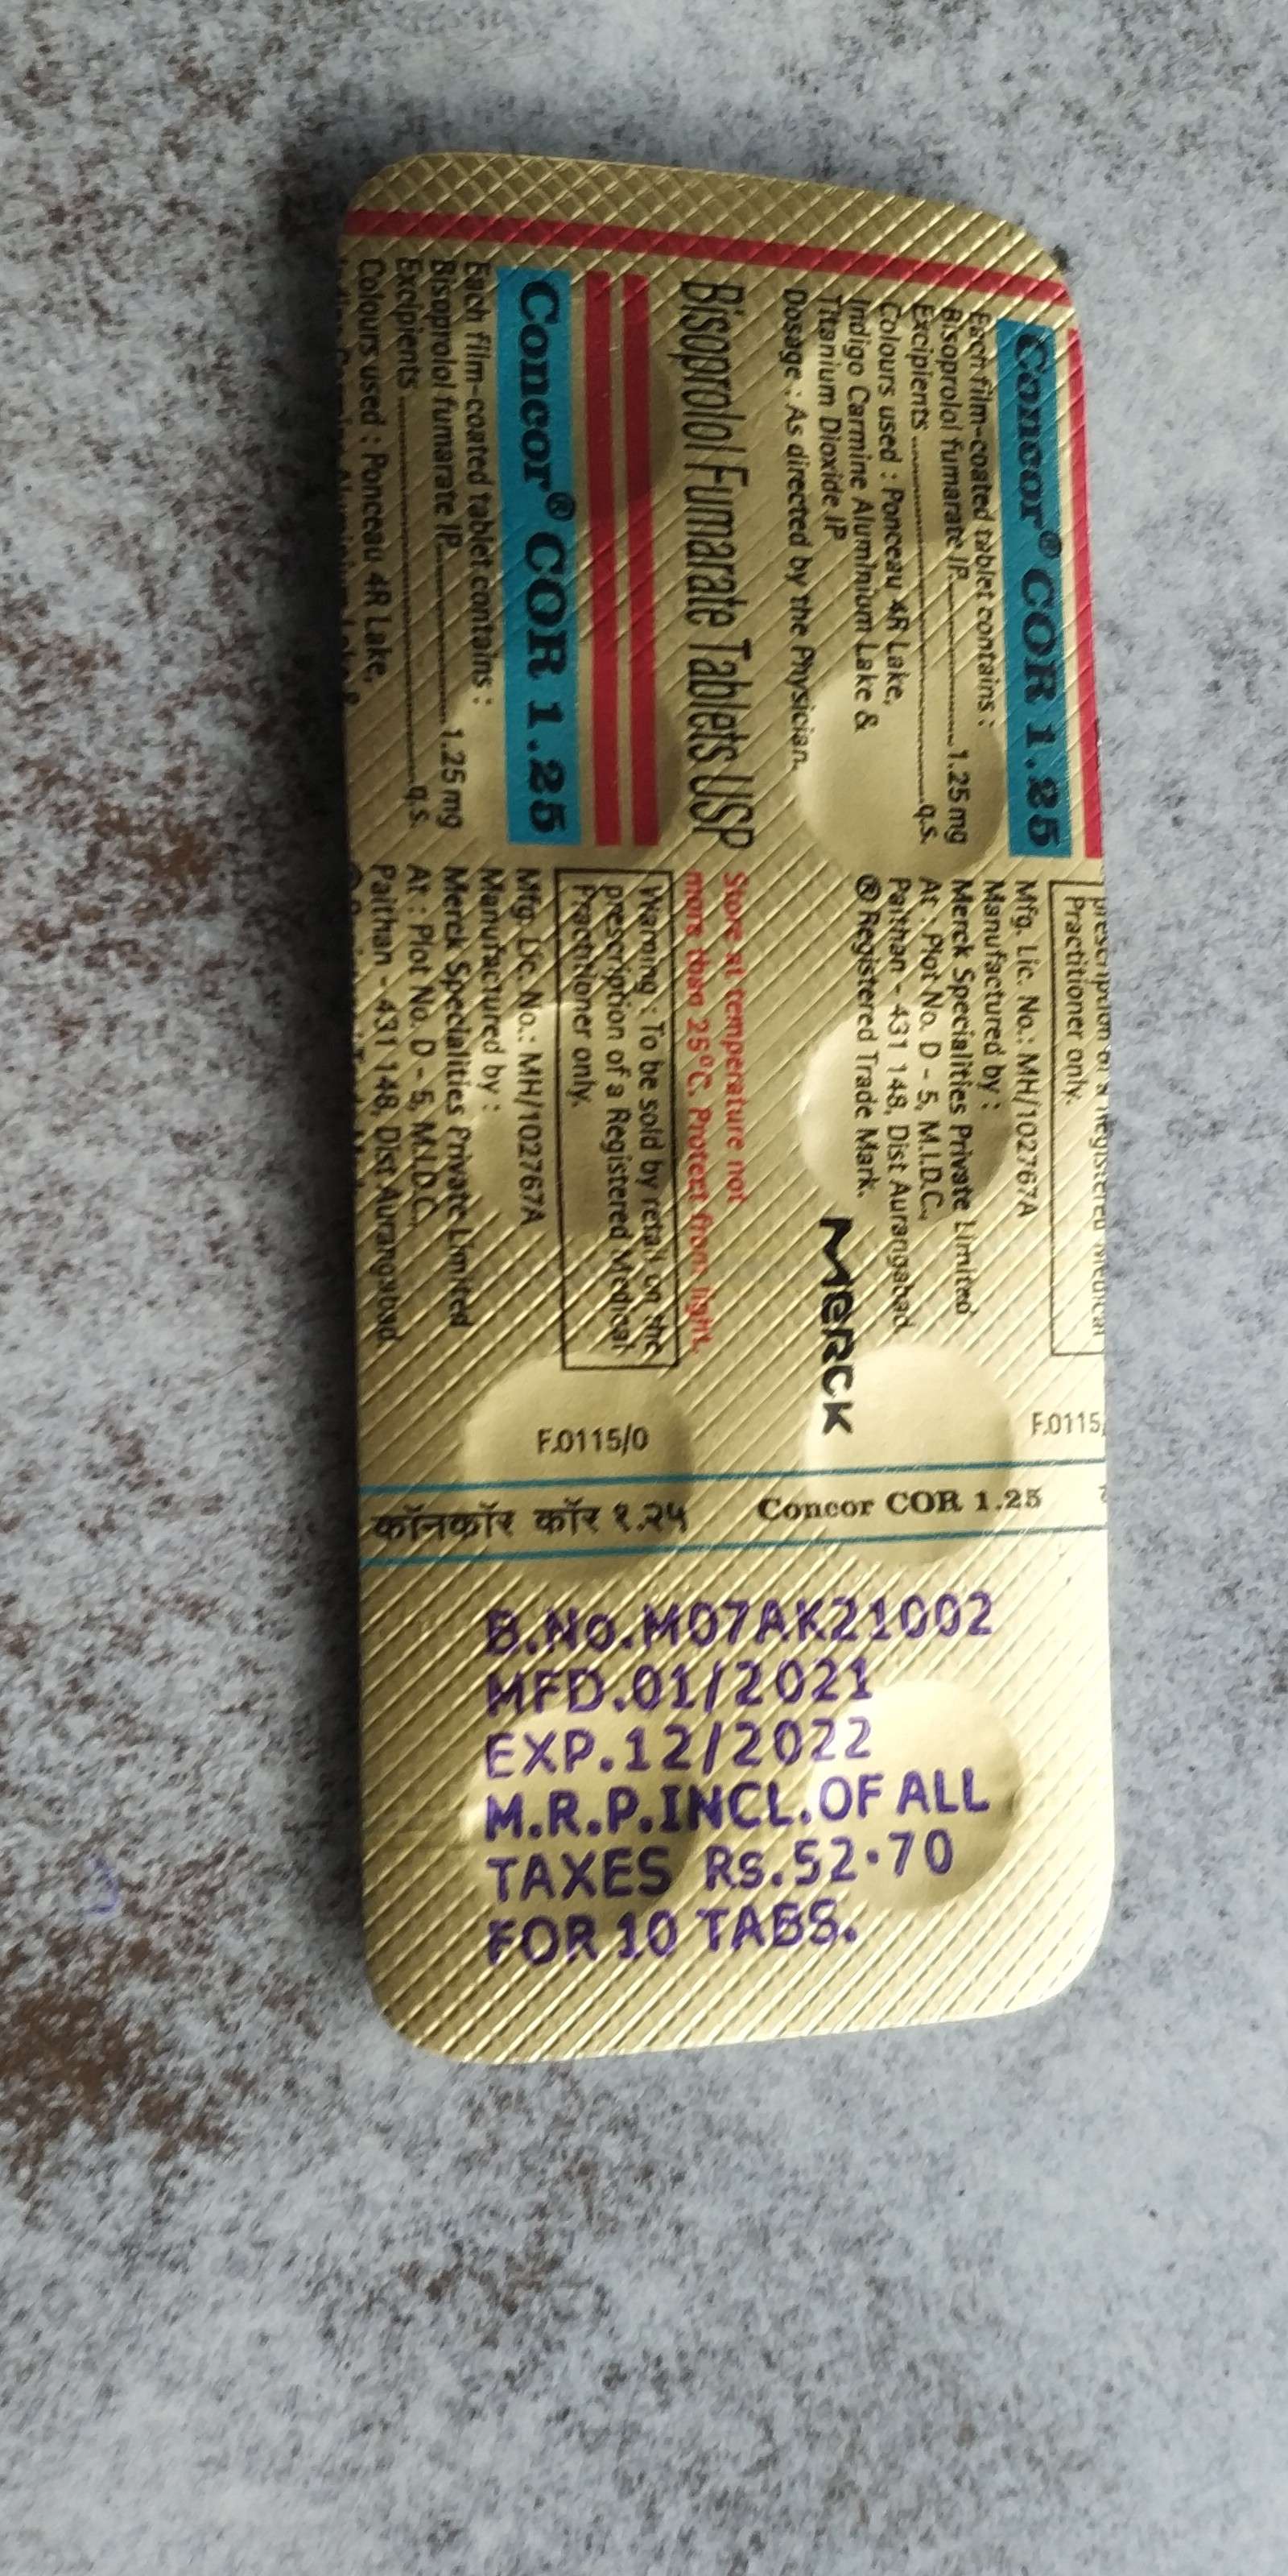 Concor® COR 1.25
Each film-coated tablet contains :
Bisoprolol fumarate IP............1.25 mg
Excipients ............q.s.
Colours used : Ponceau 4R Lake,
Indigo Carmine Aluminium Lake &
Titanium Dioxide IP
Dosage : As directed by the Physician.
Bisoprolol Fumarate Tablets USP
Concor® COR 1.25
Each film-coated tablet contains :
Bisoprolol fumarate IP............1.25 mg
Excipients ............q.s.
Colours used : Ponceau 4R Lake,
prescription of a Registered Medical
Practitioner only.
Mfg. Lic. No.: MH/102767A
Manufactured by :
Merck Specialities Private Limited
At : Plot No. D - 5, M.I.D.C.,
Paithan - 431 148, Dist Aurangabad.
® Registered Trade Mark.
MERCK
Store at temperature not
more than 25°C. Protect from light.
Warning : To be sold by retail on the
prescription of a Registered Medical
Practitioner only.
Mfg. Lic. No.: MH/102767A
Manufactured by :
Merck Specialities Private Limited
At : Plot No. D - 5, M.I.D.C.,
Paithan - 431 148, Dist Aurangabad.
F.0115/0
F.0115/
कॉनकॉर कॉर १.२५
Concor COR 1.25
B.No.M07AK21002
MFD.01/2021
EXP.12/2022
M.R.P.INCL.OF ALL
TAXES Rs.52.70
FOR 10 TABS.